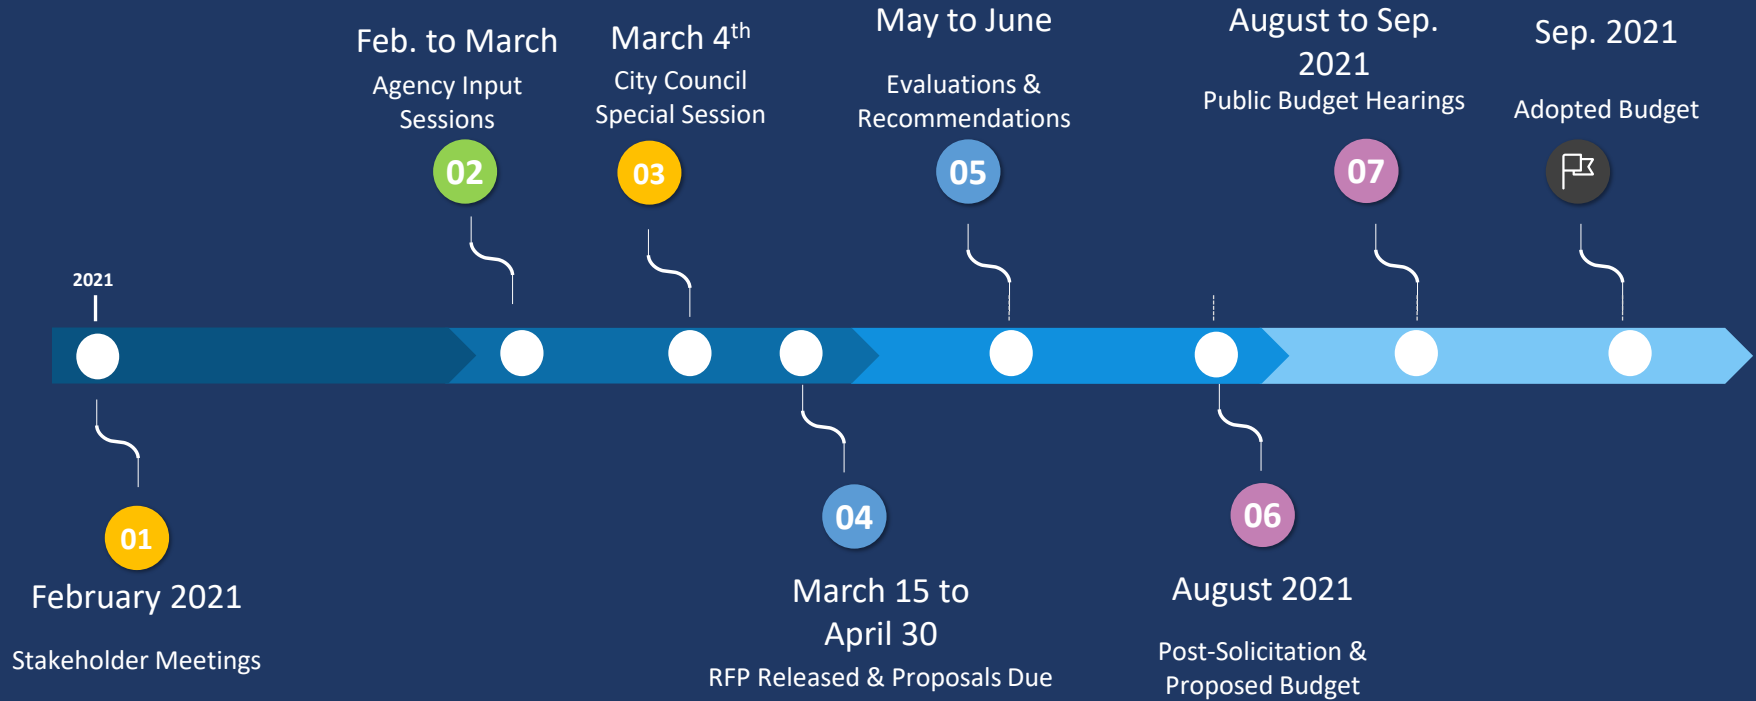 Feb. to March
Agency Input
Sessions
02
March 4th
City Council
Special Session
03
May to June
Evaluations &
Recommendations
05
August to Sep.
2021
Public Budget Hearings
07
Sep. 2021
Adopted Budget
2021
01
February 2021
Stakeholder Meetings
04
March 15 to
April 30
RFP Released & Proposals Due
06
August 2021
Post-Solicitation &
Proposed Budget